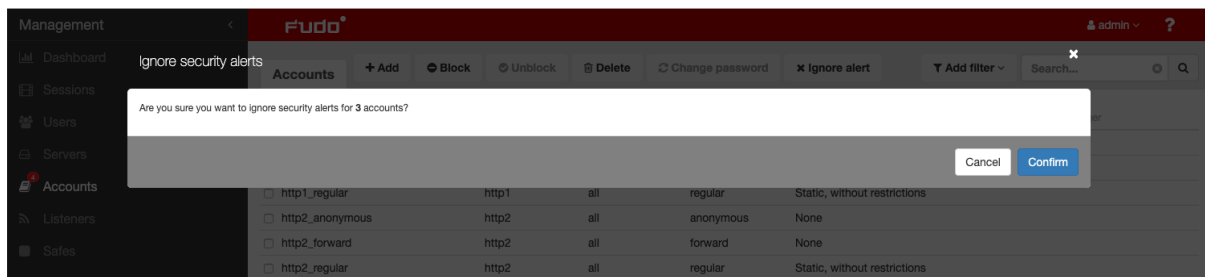 Management <
Fudo
admin
?
Dashboard
Ignore security alerts
×
Accounts
+ Add
Block
Unblock
Delete
Change password
× Ignore alert
Add filter
Search...
Sessions
Are you sure you want to ignore security alerts for 3 accounts?
Users
Servers
Cancel
Confirm
4
Accounts
http1_regular http1 all regular Static, without restrictions
Listeners
http2_anonymous http2 all anonymous None
Safes
http2_forward http2 all forward None
http2_regular http2 all regular Static, without restrictions